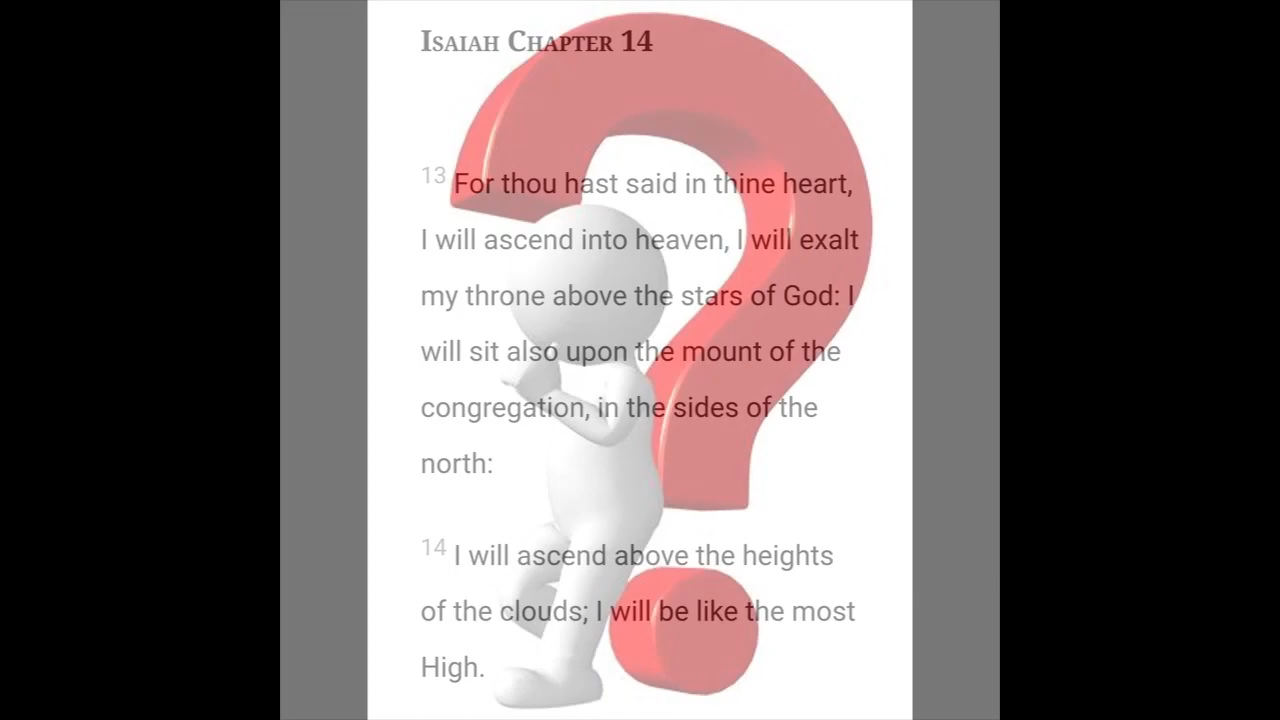 Isaiah Chapter 14
13 For thou hast said in thine heart,
I will ascend into heaven, I will exalt
my throne above the stars of God: I
will sit also upon the mount of the
congregation, in the sides of the
north:
14 I will ascend above the heights
of the clouds; I will be like the most
High.